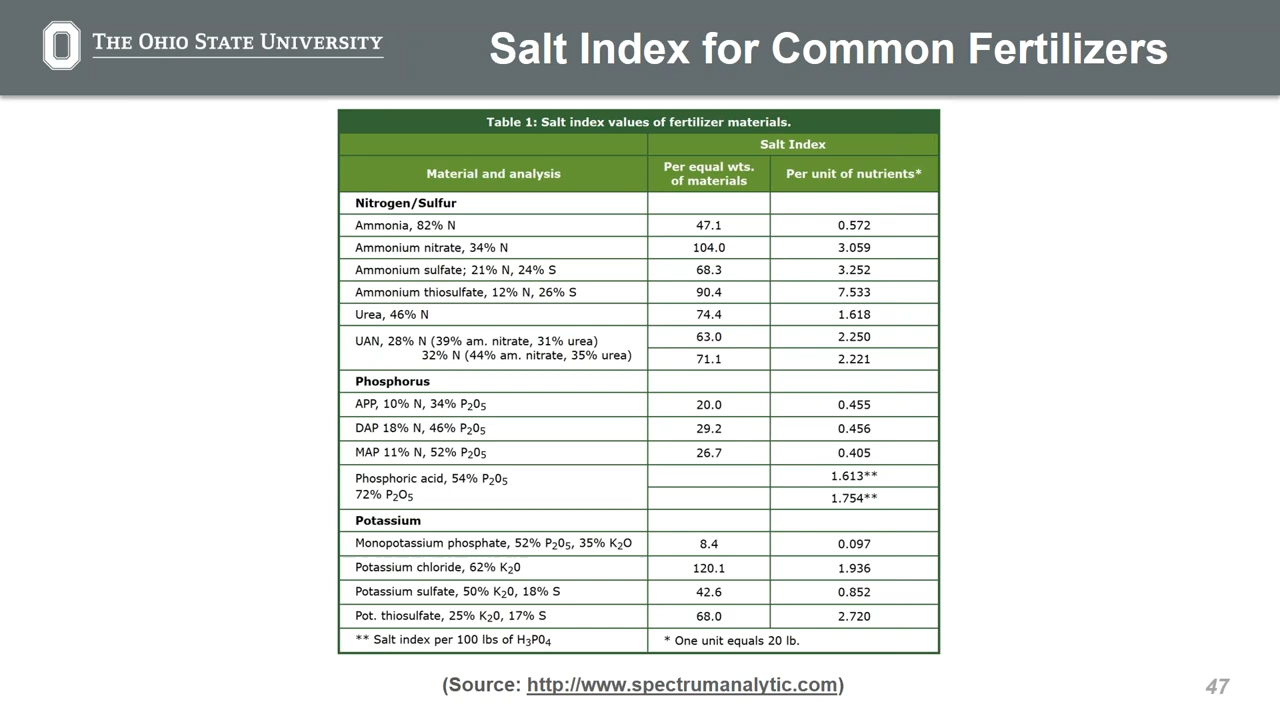 THE OHIO STATE UNIVERSITY
Salt Index for Common Fertilizers
Table 1: Salt index values of fertilizer materials.
Salt Index
Material and analysis
Per equal wts.
of materials
Per unit of nutrients*
Nitrogen/Sulfur
Ammonia, 82% N 47.1 0.572
Ammonium nitrate, 34% N 104.0 3.059
Ammonium sulfate; 21% N, 24% S 68.3 3.252
Ammonium thiosulfate, 12% N, 26% S 90.4 7.533
Urea, 46% N 74.4 1.618
UAN, 28% N (39% am. nitrate, 31% urea) 63.0 2.250
32% N (44% am. nitrate, 35% urea) 71.1 2.221
Phosphorus
APP, 10% N, 34% P₂0₅ 20.0 0.455
DAP 18% N, 46% P₂0₅ 29.2 0.456
MAP 11% N, 52% P₂0₅ 26.7 0.405
Phosphoric acid, 54% P₂0₅ 1.613**
72% P₂O₅ 1.754**
Potassium
Monopotassium phosphate, 52% P₂0₅, 35% K₂O 8.4 0.097
Potassium chloride, 62% K₂0 120.1 1.936
Potassium sulfate, 50% K₂0, 18% S 42.6 0.852
Pot. thiosulfate, 25% K₂0, 17% S 68.0 2.720
** Salt index per 100 lbs of H₃P0₄ * One unit equals 20 lb.
(Source: http://www.spectrumanalytic.com)
47